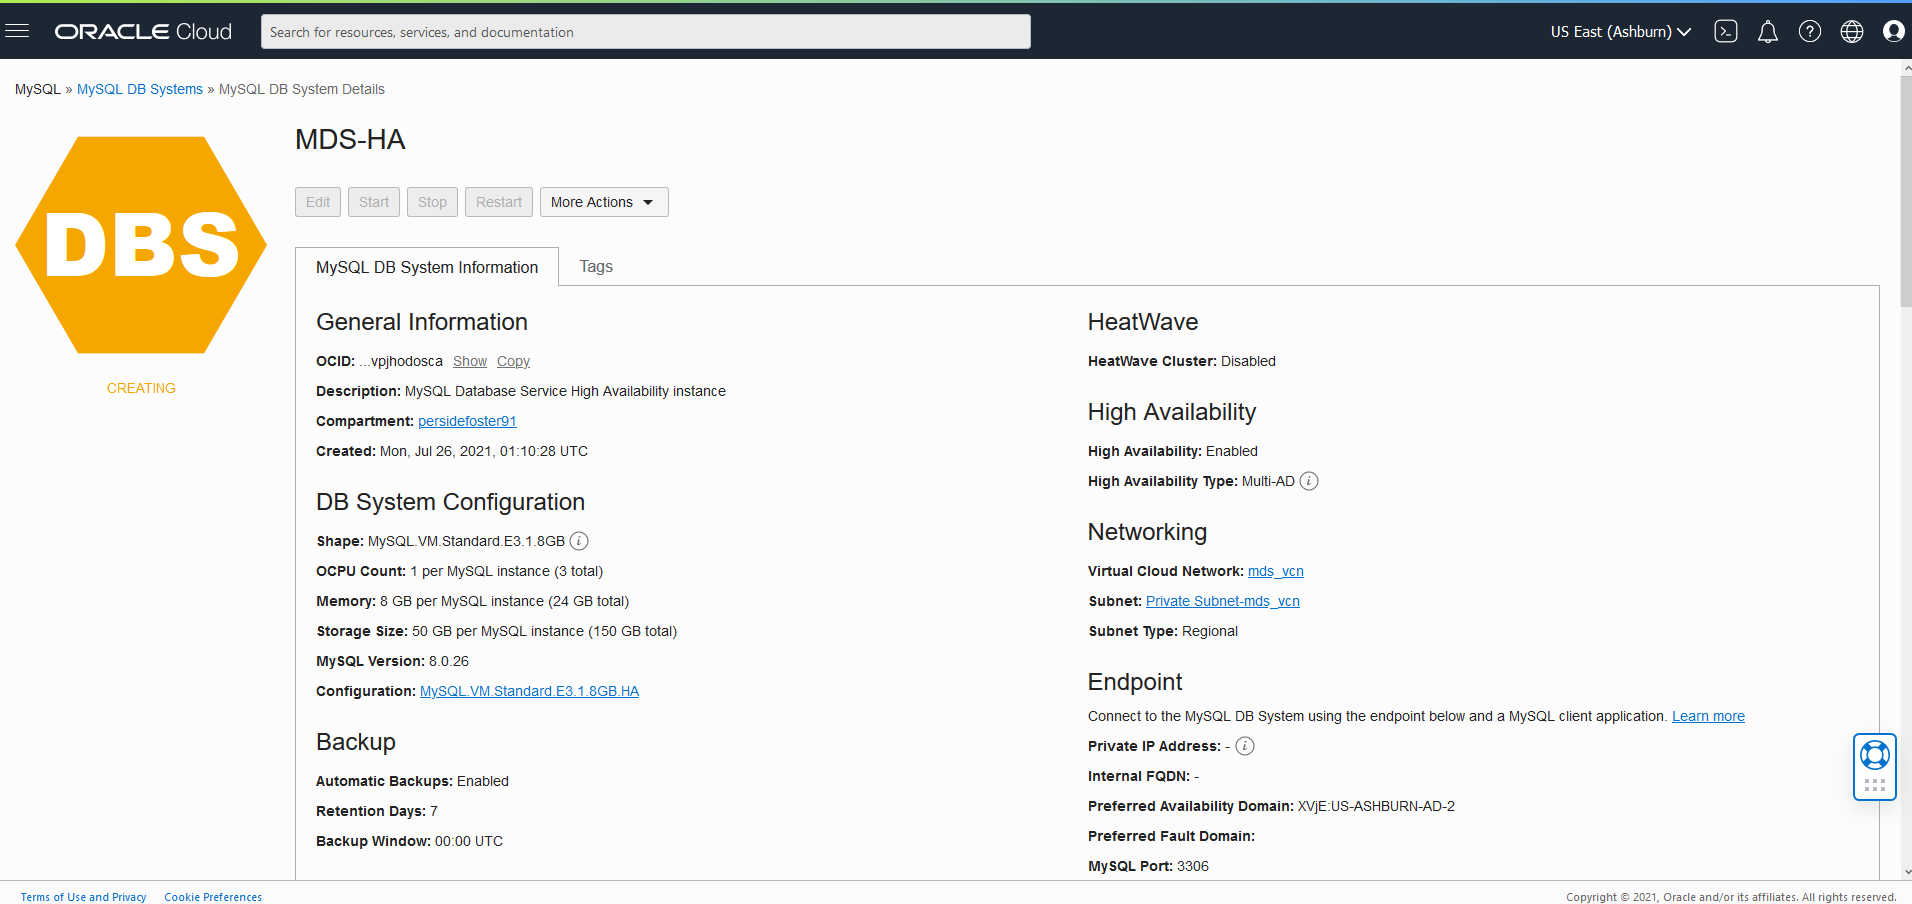 ORACLE Cloud
Search for resources, services, and documentation
US East (Ashburn)
MySQL » MySQL DB Systems » MySQL DB System Details
DBS
CREATING
MDS-HA
Edit Start Stop Restart More Actions
MySQL DB System Information Tags
General Information
OCID: ...vpjhodosca Show Copy
Description: MySQL Database Service High Availability instance
Compartment: persidefoster91
Created: Mon, Jul 26, 2021, 01:10:28 UTC
DB System Configuration
Shape: MySQL.VM.Standard.E3.1.8GB i
OCPU Count: 1 per MySQL instance (3 total)
Memory: 8 GB per MySQL instance (24 GB total)
Storage Size: 50 GB per MySQL instance (150 GB total)
MySQL Version: 8.0.26
Configuration: MySQL.VM.Standard.E3.1.8GB.HA
Backup
Automatic Backups: Enabled
Retention Days: 7
Backup Window: 00:00 UTC
HeatWave
HeatWave Cluster: Disabled
High Availability
High Availability: Enabled
High Availability Type: Multi-AD i
Networking
Virtual Cloud Network: mds_vcn
Subnet: Private Subnet-mds_vcn
Subnet Type: Regional
Endpoint
Connect to the MySQL DB System using the endpoint below and a MySQL client application. Learn more
Private IP Address: - i
Internal FQDN: -
Preferred Availability Domain: XVjE:US-ASHBURN-AD-2
Preferred Fault Domain:
MySQL Port: 3306
Terms of Use and Privacy Cookie Preferences
Copyright © 2021, Oracle and/or its affiliates. All rights reserved.